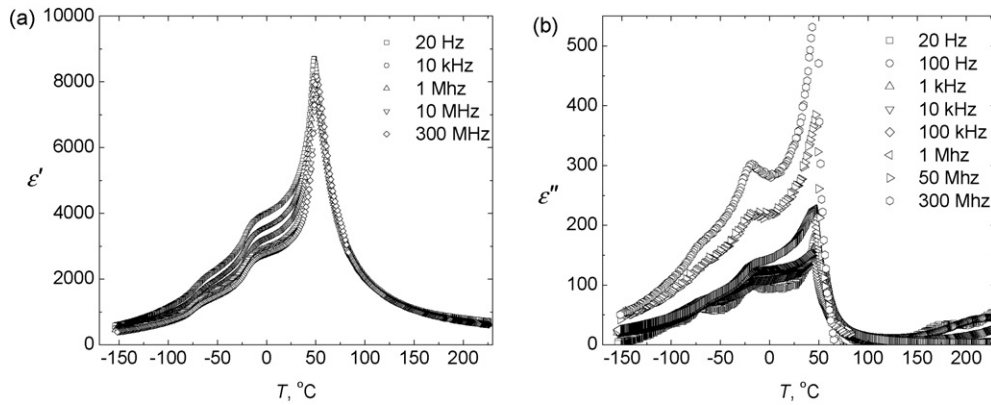 (a)
10000
8000
6000
4000
2000
0
ε'
-150 -100 -50 0 50 100 150 200
T, °C
20 Hz
10 kHz
1 Mhz
10 MHz
300 MHz
(b)
500
400
300
200
100
0
ε''
-150 -100 -50 0 50 100 150 200
T, °C
20 Hz
100 Hz
1 kHz
10 kHz
100 kHz
1 Mhz
50 Mhz
300 Mhz